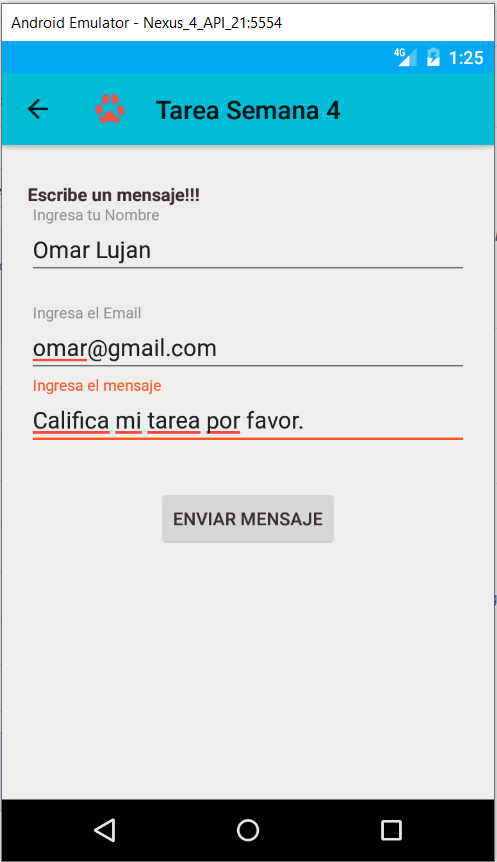 Android Emulator - Nexus_4_API_21:5554
4G 1:25
Tarea Semana 4
Escribe un mensaje!!!
Ingresa tu Nombre
Omar Lujan
Ingresa el Email
omar@gmail.com
Ingresa el mensaje
Califica mi tarea por favor.
ENVIAR MENSAJE